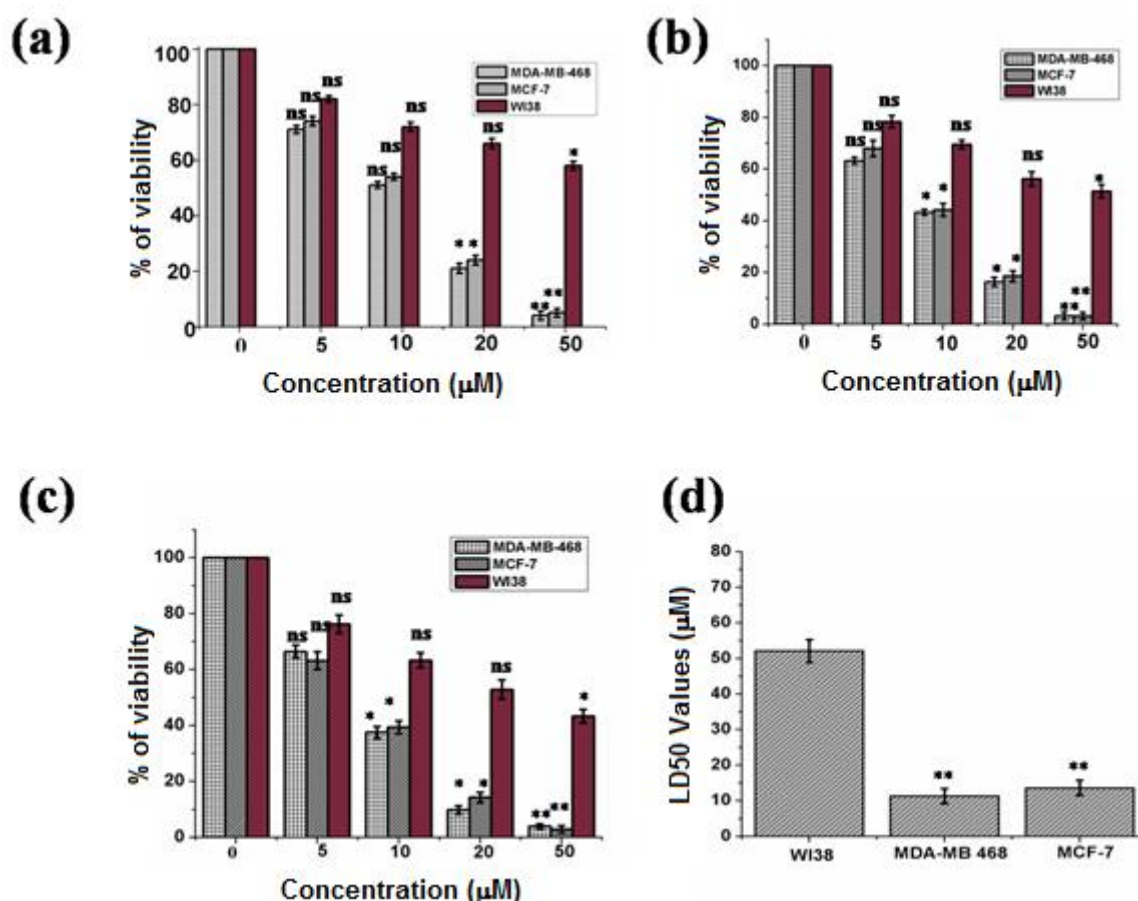 (a)
100
80
60
40
20
0
% of viability
MDA-MB-468
MCF-7
WI38
ns
ns
ns
ns
ns
ns
*
*
ns
**
**
*
0
5
10
20
50
Concentration (µM)
(b)
100
80
60
40
20
0
% of viability
MDA-MB-468
MCF-7
WI38
ns
ns
ns
*
*
ns
*
*
ns
**
**
*
0
5
10
20
50
Concentration (µM)
(c)
100
80
60
40
20
0
% of viability
MDA-MB-468
MCF-7
WI38
ns
ns
ns
*
*
ns
*
*
ns
**
**
*
0
5
10
20
50
Concentration (µM)
(d)
80
70
60
50
40
30
20
10
0
LD50 Values (µM)
**
**
WI38
MDA-MB 468
MCF-7